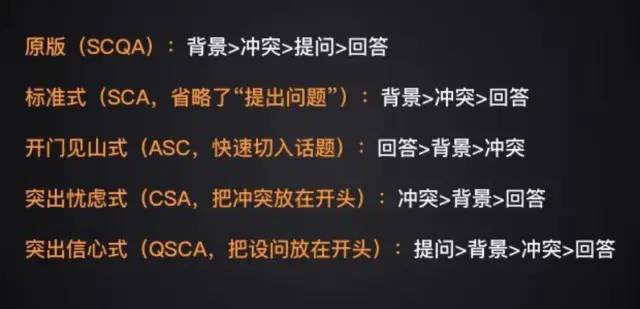 原版（SCQA）：背景>冲突>提问>回答
标准式（SCA，省略了“提出问题”）：背景>冲突>回答
开门见山式（ASC，快速切入话题）：回答>背景>冲突
突出忧虑式（CSA，把冲突放在开头）：冲突>背景>回答
突出信心式（QSCA，把设问放在开头）：提问>背景>冲突>回答